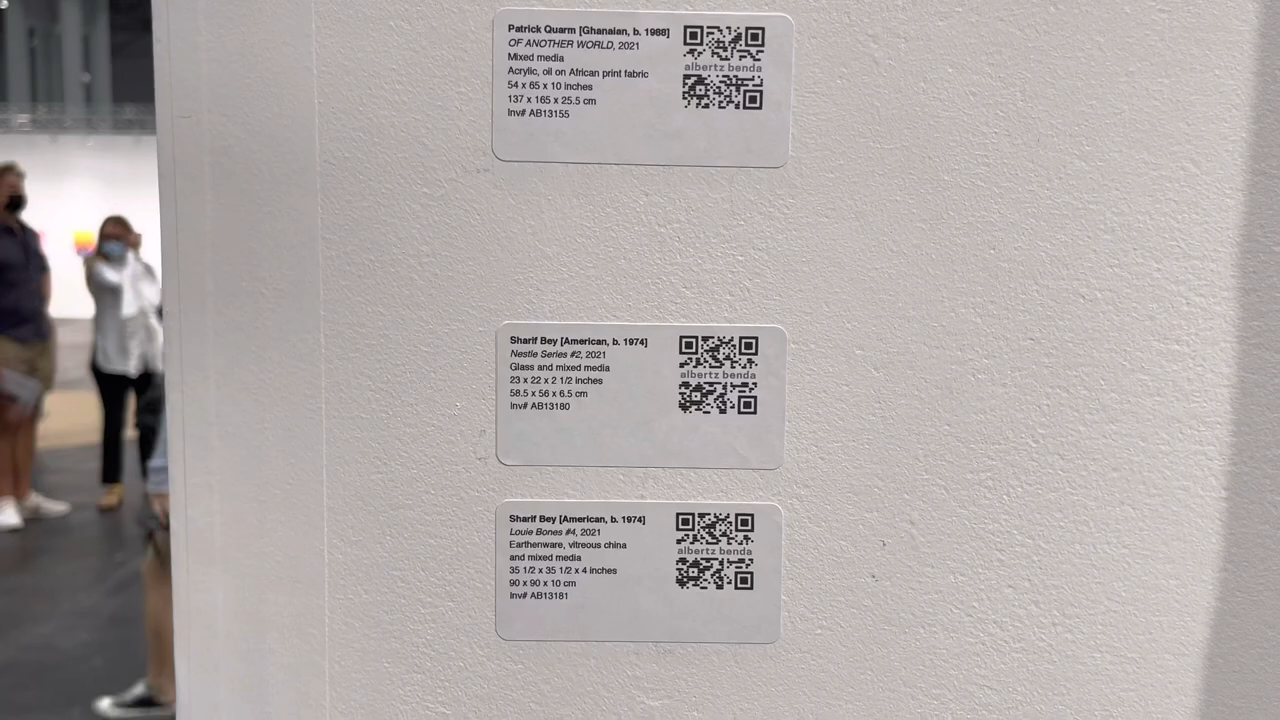 Patrick Quarm [Ghanaian, b. 1988]
OF ANOTHER WORLD, 2021
Mixed media
Acrylic, oil on African print fabric
54 x 65 x 10 inches
137 x 165 x 25.5 cm
Inv# AB13155
albertz benda
Sharif Bey [American, b. 1974]
Nestle Series #2, 2021
Glass and mixed media
23 x 22 x 2 1/2 inches
58.5 x 56 x 6.5 cm
Inv# AB13180
albertz benda
Sharif Bey [American, b. 1974]
Louie Bones #4, 2021
Earthenware, vitreous china
and mixed media
35 1/2 x 35 1/2 x 4 inches
90 x 90 x 10 cm
Inv# AB13181
albertz benda